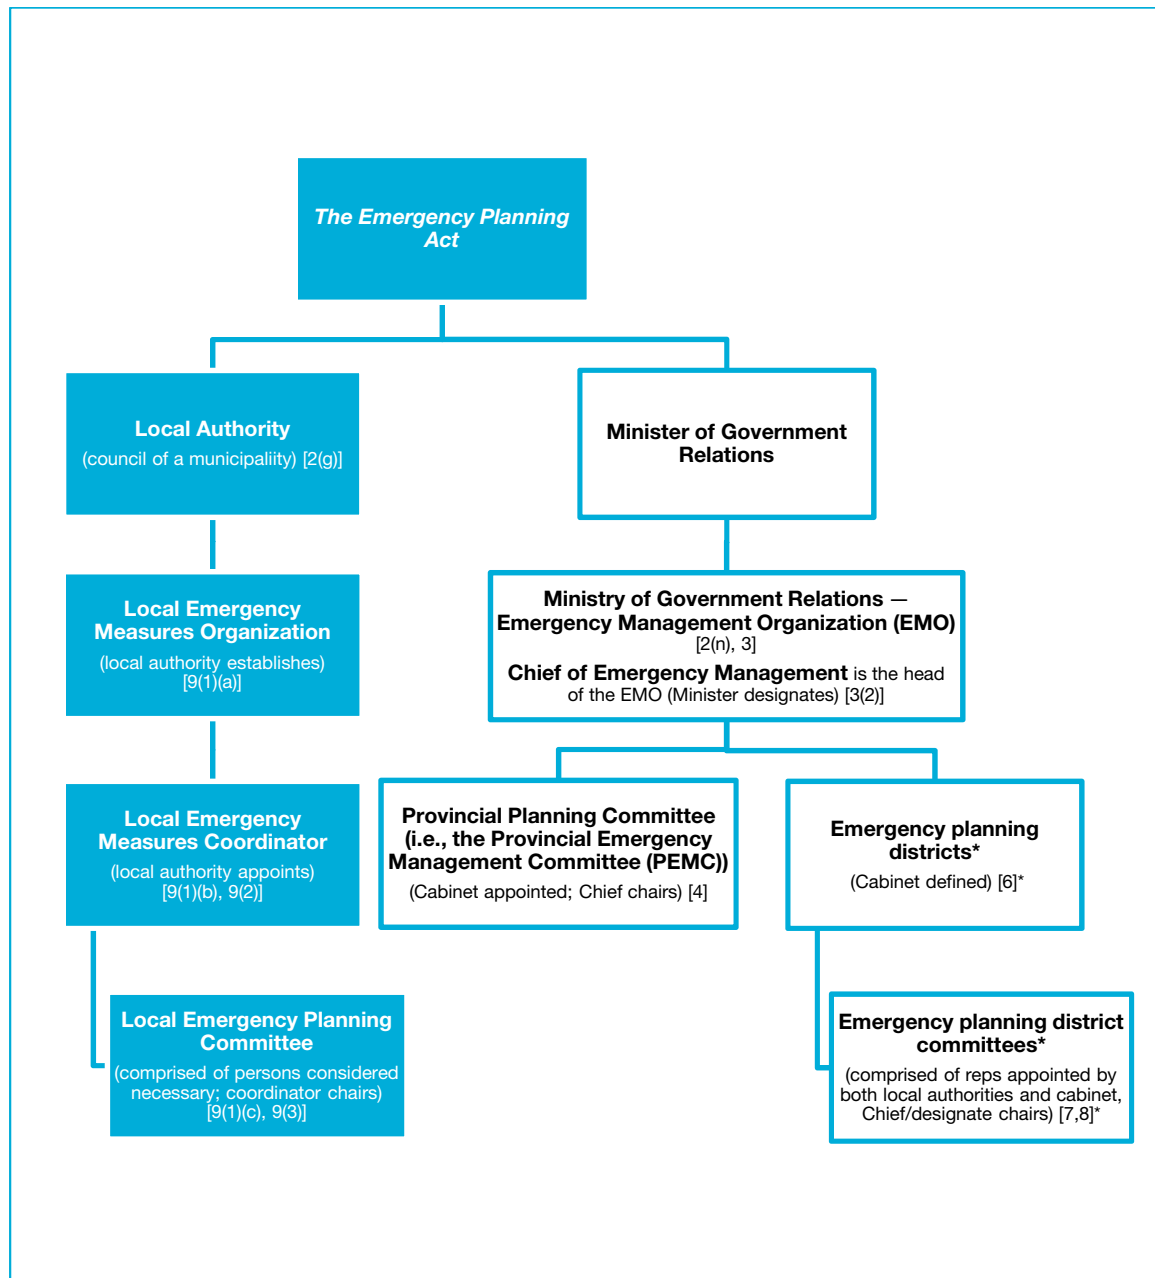 The Emergency Planning
Act
Local Authority
(council of a municipaliity) [2(g)]
Minister of Government
Relations
Local Emergency
Measures Organization
(local authority establishes)
[9(1)(a)]
Ministry of Government Relations —
Emergency Management Organization (EMO)
[2(n), 3]
Chief of Emergency Management is the head
of the EMO (Minister designates) [3(2)]
Local Emergency
Measures Coordinator
(local authority appoints)
[9(1)(b), 9(2)]
Provincial Planning Committee
(i.e., the Provincial Emergency
Management Committee (PEMC))
(Cabinet appointed; Chief chairs) [4]
Emergency planning
districts*
(Cabinet defined) [6]*
Local Emergency Planning
Committee
(comprised of persons considered
necessary; coordinator chairs)
[9(1)(c), 9(3)]
Emergency planning district
committees*
(comprised of reps appointed by
both local authorities and cabinet,
Chief/designate chairs) [7,8]*